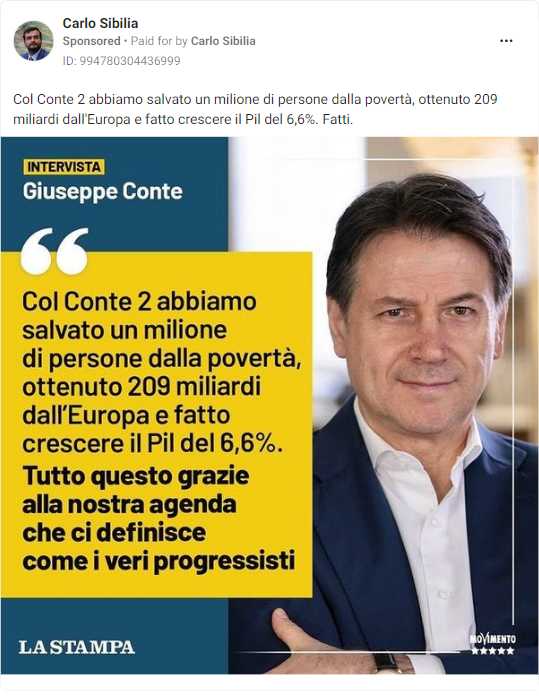 Carlo Sibilia
Sponsored • Paid for by Carlo Sibilia
ID: 994780304436999
Col Conte 2 abbiamo salvato un milione di persone dalla povertà, ottenuto 209
miliardi dall'Europa e fatto crescere il Pil del 6,6%. Fatti.
INTERVISTA
Giuseppe Conte
“
Col Conte 2 abbiamo
salvato un milione
di persone dalla povertà,
ottenuto 209 miliardi
dall’Europa e fatto
crescere il Pil del 6,6%.
Tutto questo grazie
alla nostra agenda
che ci definisce
come i veri progressisti
LA STAMPA
MOVIMENTO